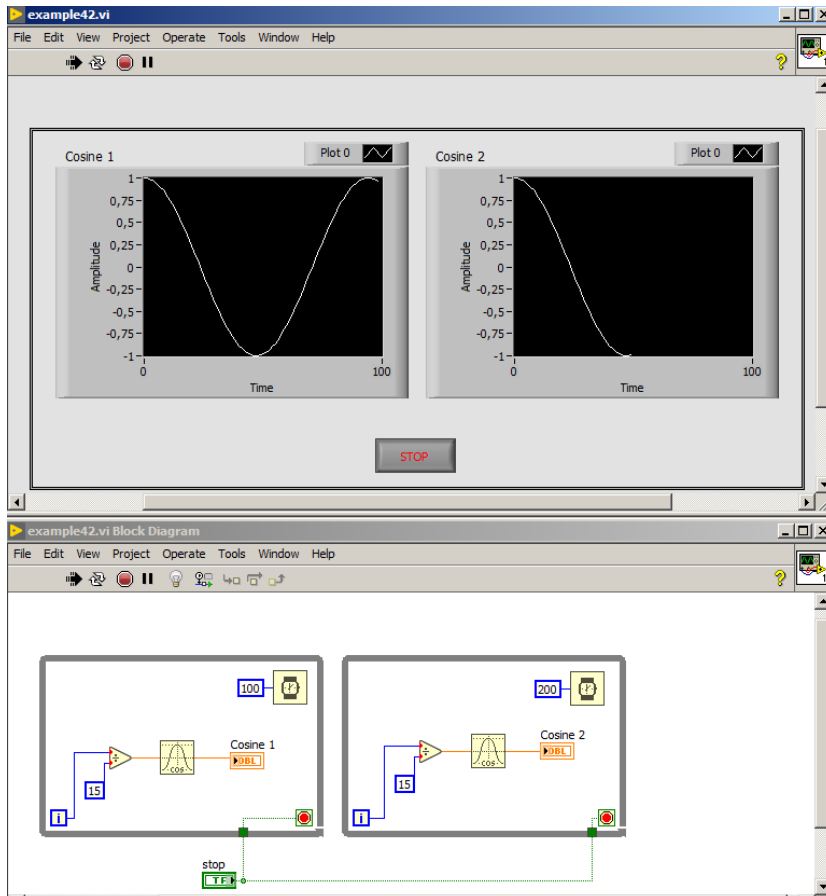 example42.vi
File Edit View Project Operate Tools Window Help
Cosine 1
Plot 0
Cosine 2
Plot 0
Amplitude
1
0,75
0,5
0,25
0
-0,25
-0,5
-0,75
-1
0
100
Time
Amplitude
1
0,75
0,5
0,25
0
-0,25
-0,5
-0,75
-1
0
100
Time
STOP
example42.vi Block Diagram
File Edit View Project Operate Tools Window Help
100
200
Cosine 1
DBL
Cosine 2
DBL
COS
COS
15
15
i
i
stop
TF